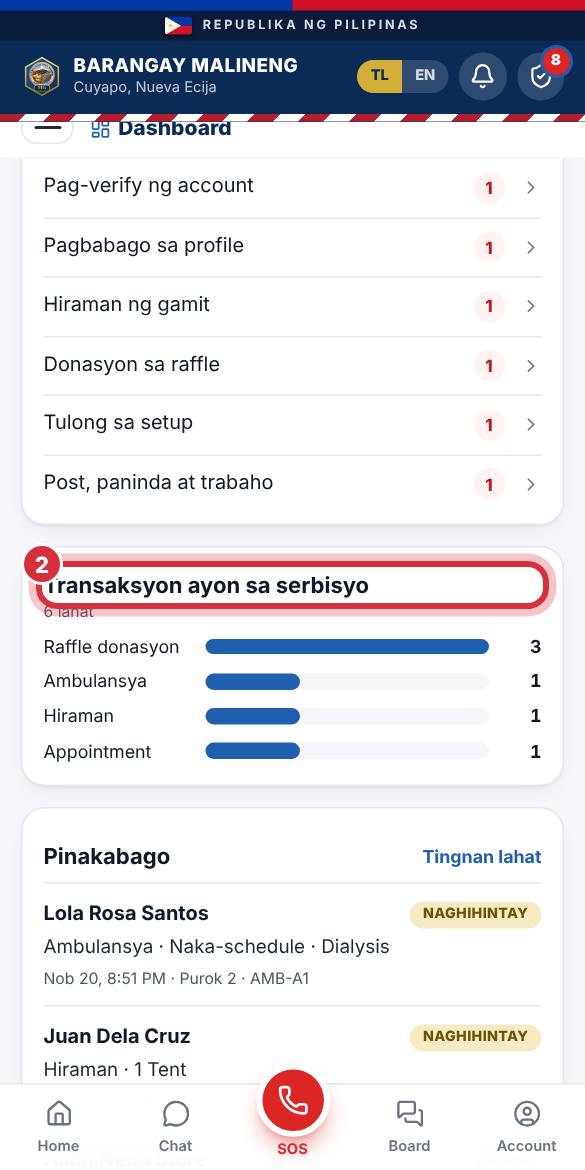 REPUBLIKA NG PILIPINAS
BARANGAY MALINENG
Cuyapo, Nueva Ecija
TL EN
8
Dashboard
Pag-verify ng account 1
Pagbabago sa profile 1
Hiraman ng gamit 1
Donasyon sa raffle 1
Tulong sa setup 1
Post, paninda at trabaho 1
2
Transaksyon ayon sa serbisyo
6 lahat
Raffle donasyon 3
Ambulansya 1
Hiraman 1
Appointment 1
Pinakabago Tingnan lahat
Lola Rosa Santos NAGHIHINTAY
Ambulansya · Naka-schedule · Dialysis
Nob 20, 8:51 PM · Purok 2 · AMB-A1
Juan Dela Cruz NAGHIHINTAY
Hiraman · 1 Tent
Home Chat SOS Board Account